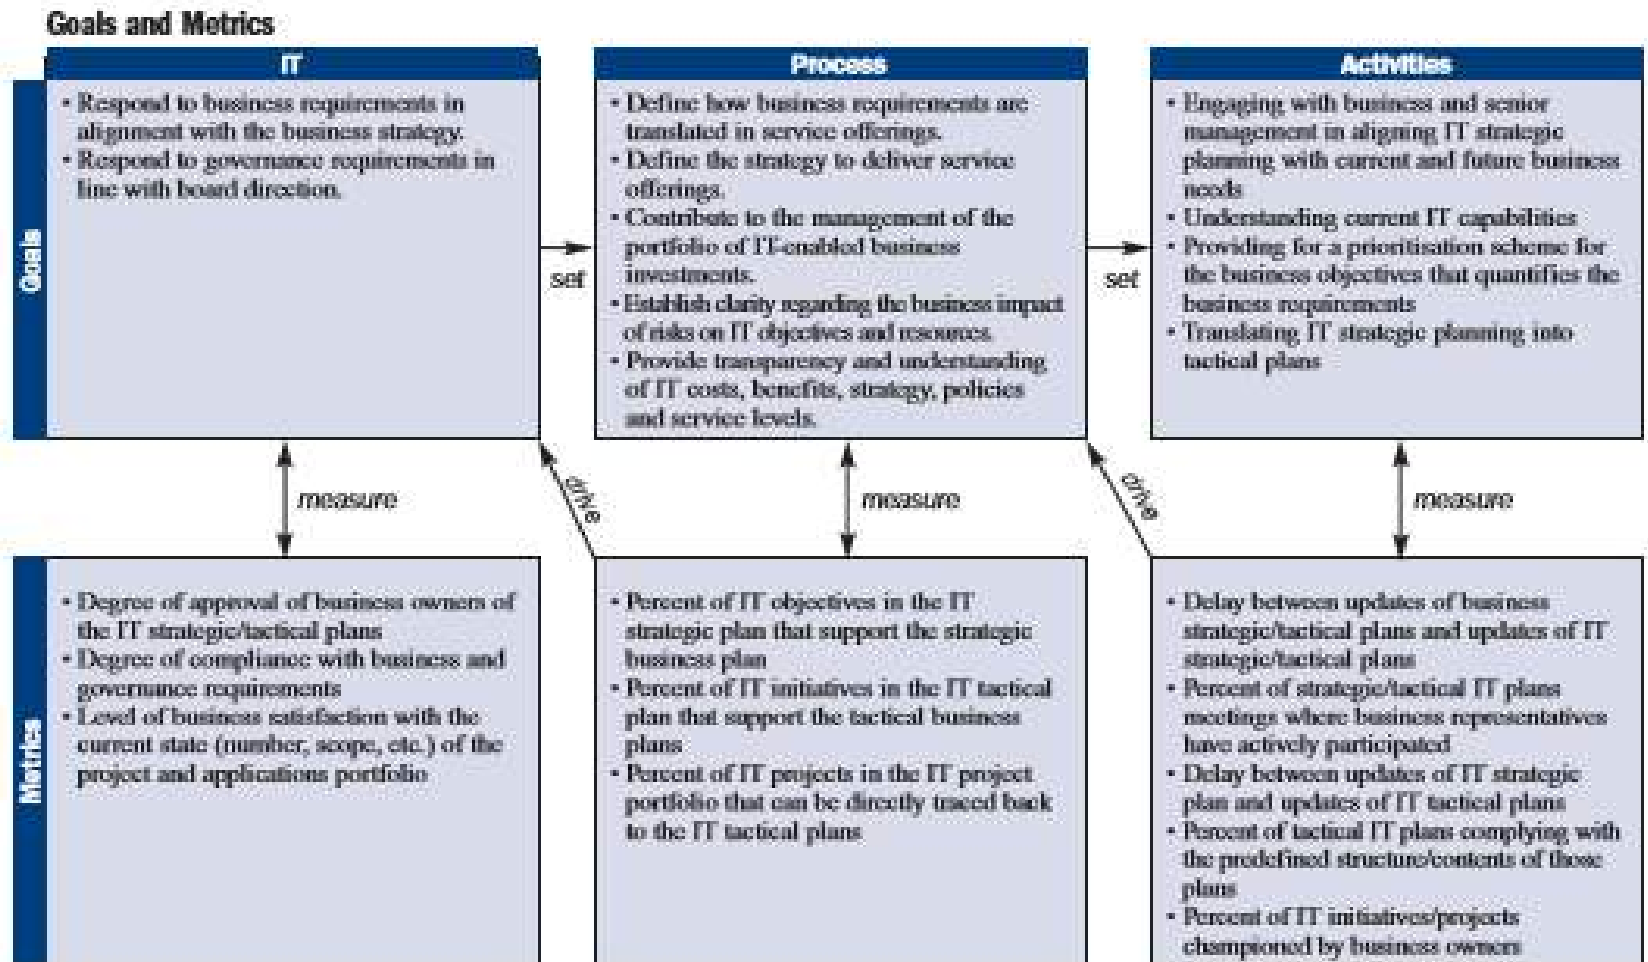 Goals and Metrics
IT
• Respond to business requirements in
alignment with the business strategy.
• Respond to governance requirements in
line with board direction.
Process
• Define how business requirements are
translated in service offerings.
• Define the strategy to deliver service
offerings.
• Contribute to the management of the
portfolio of IT-enabled business
investments.
• Establish clarity regarding the business impact
of risks on IT objectives and resources.
• Provide transparency and understanding
of IT costs, benefits, strategy, policies
and service levels.
Activities
• Engaging with business and senior
management in aligning IT strategic
planning with current and future business
needs
• Understanding current IT capabilities
• Providing for a prioritisation scheme for
the business objectives that quantifies the
business requirements
• Translating IT strategic planning into
tactical plans
Goals
set
set
measure
drive
measure
drive
measure
Metrics
• Degree of approval of business owners of
the IT strategic/tactical plans
• Degree of compliance with business and
governance requirements
• Level of business satisfaction with the
current state (number, scope, etc.) of the
project and applications portfolio
• Percent of IT objectives in the IT
strategic plan that support the strategic
business plan
• Percent of IT initiatives in the IT tactical
plan that support the tactical business
plans
• Percent of IT projects in the IT project
portfolio that can be directly traced back
to the IT tactical plans
• Delay between updates of business
strategic/tactical plans and updates of IT
strategic/tactical plans
• Percent of strategic/tactical IT plans
meetings where business representatives
have actively participated
• Delay between updates of IT strategic
plan and updates of IT tactical plans
• Percent of tactical IT plans complying with
the predefined structure/contents of those
plans
• Percent of IT initiatives/projects
championed by business owners